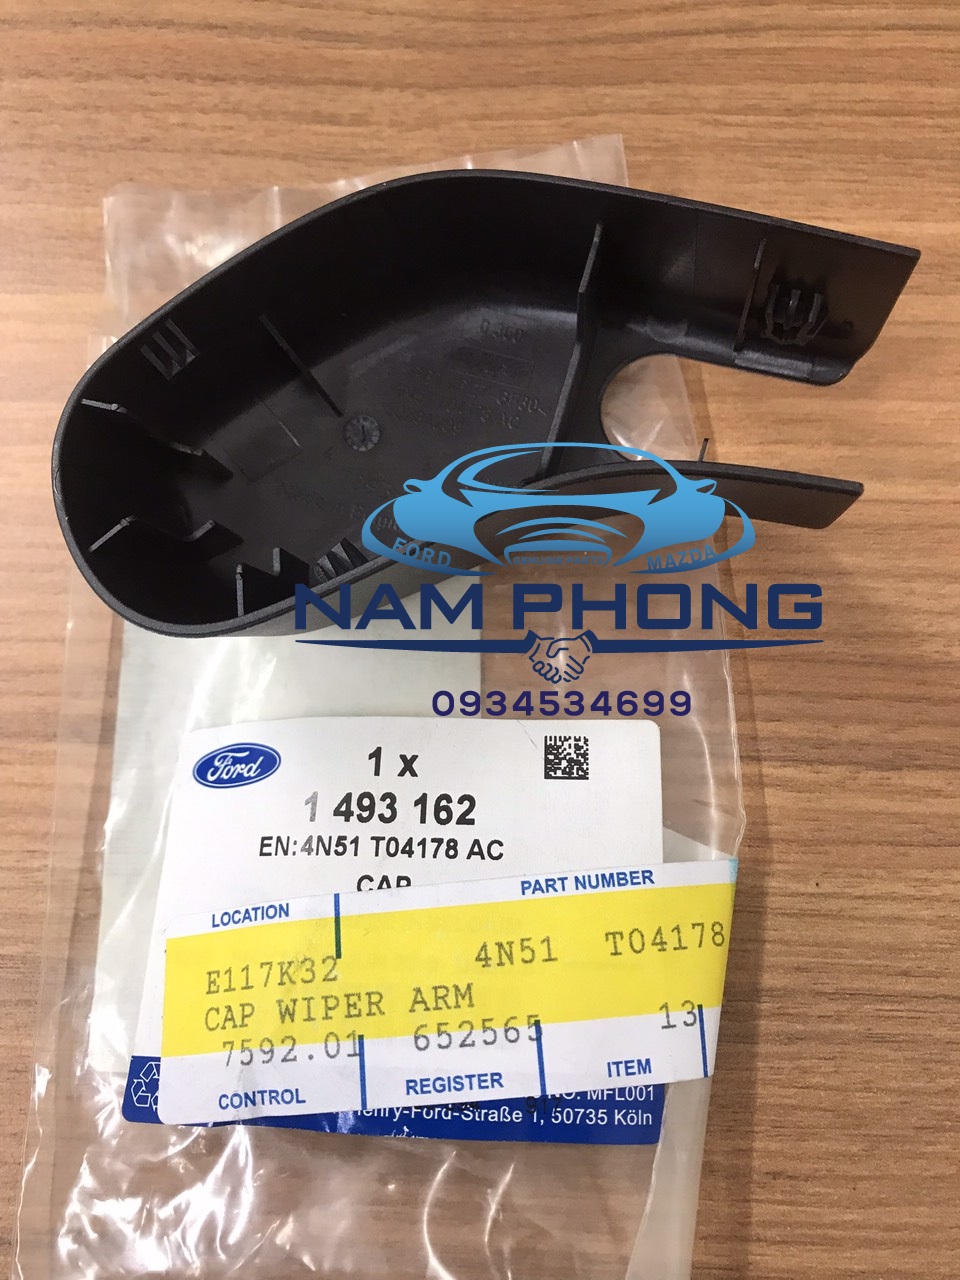 FORD
MAZDA
NAM PHONG
0934534699
Ford
1 x
1 493 162
EN:4N51 T04178 AC
CAP
LOCATION
PART NUMBER
E117K32
4N51 T04178
CAP WIPER ARM
7592.01
652565
13
CONTROL
REGISTER
ITEM
MFL001
Henry-Ford-Straße 1, 50735 Köln